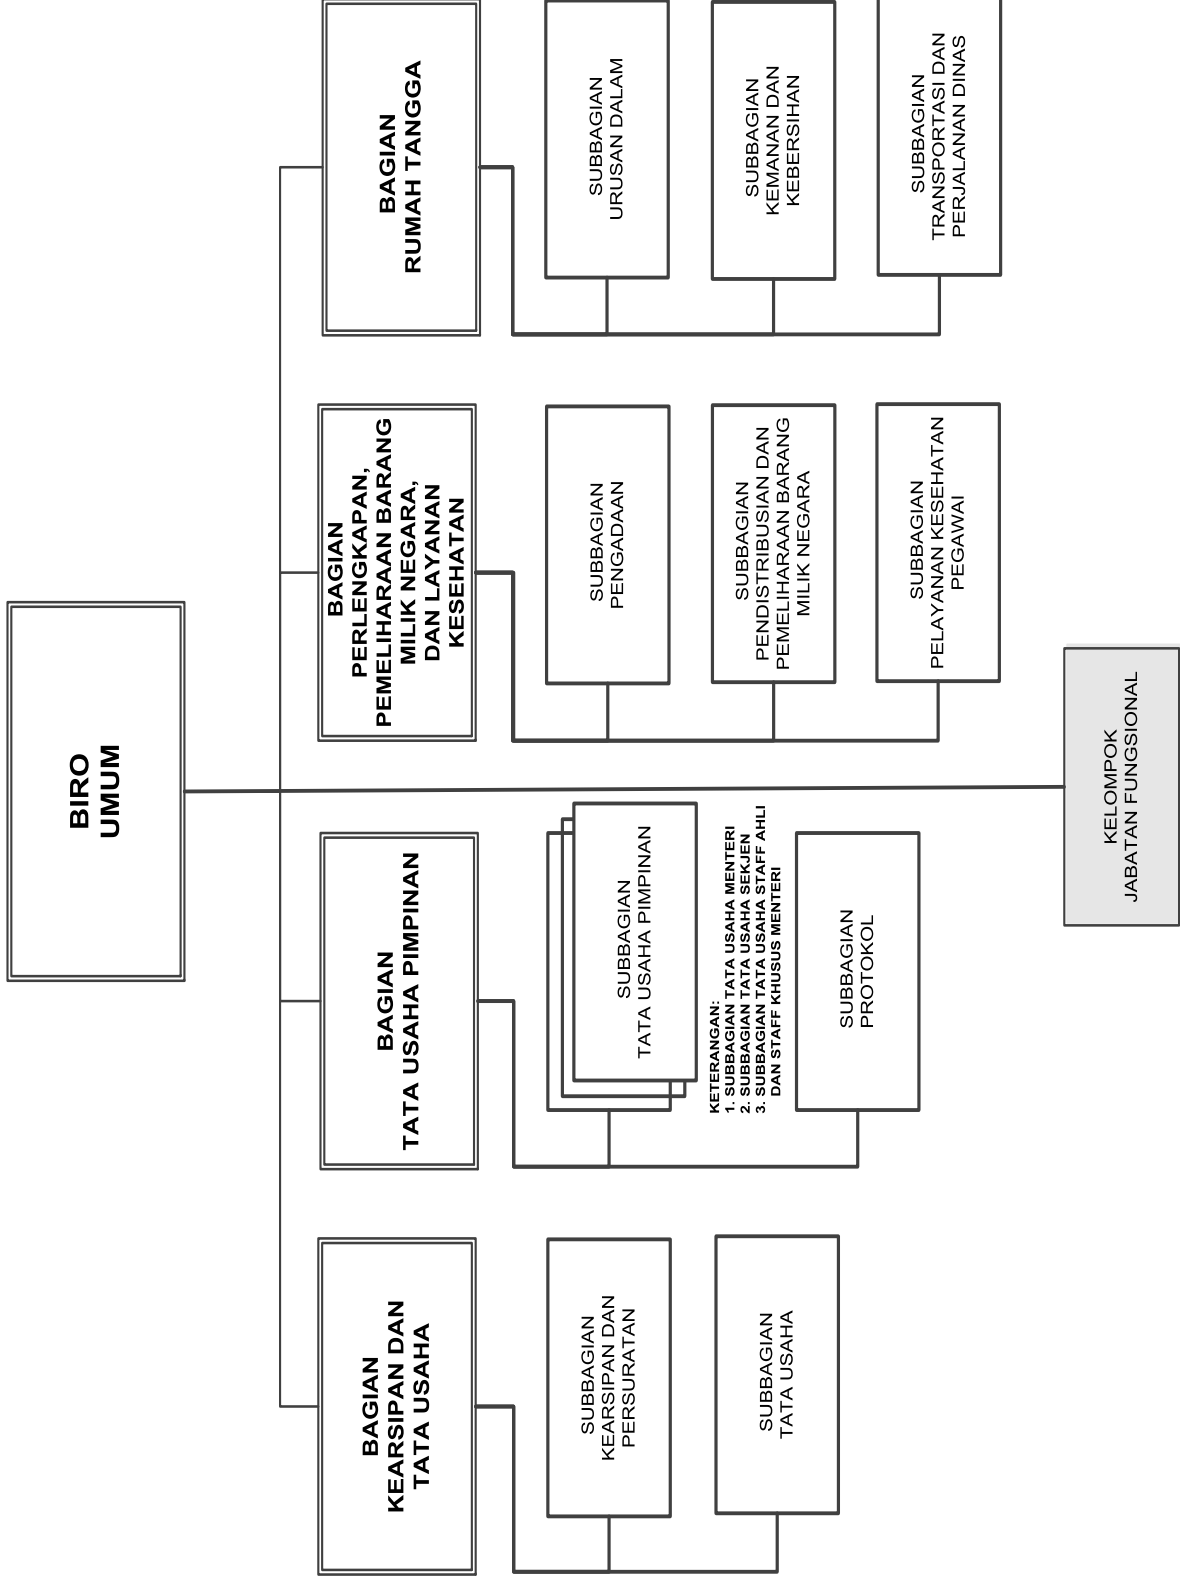 BIRO
UMUM
BAGIAN
KEARSIPAN DAN
TATA USAHA
BAGIAN
TATA USAHA PIMPINAN
BAGIAN
PERLENGKAPAN,
PEMELIHARAAN BARANG
MILIK NEGARA,
DAN LAYANAN
KESEHATAN
BAGIAN
RUMAH TANGGA
SUBBAGIAN
KEARSIPAN DAN
PERSURATAN
SUBBAGIAN
TATA USAHA
SUBBAGIAN
TATA USAHA PIMPINAN
KETERANGAN:
1. SUBBAGIAN TATA USAHA MENTERI
2. SUBBAGIAN TATA USAHA SEKJEN
3. SUBBAGIAN TATA USAHA STAFF AHLI
DAN STAFF KHUSUS MENTERI
SUBBAGIAN
PROTOKOL
SUBBAGIAN
PENGADAAN
SUBBAGIAN
PENDISTRIBUSIAN DAN
PEMELIHARAAN BARANG
MILIK NEGARA
SUBBAGIAN
PELAYANAN KESEHATAN
PEGAWAI
SUBBAGIAN
URUSAN DALAM
SUBBAGIAN
KEMANAN DAN
KEBERSIHAN
SUBBAGIAN
TRANSPORTASI DAN
PERJALANAN DINAS
KELOMPOK
JABATAN FUNGSIONAL